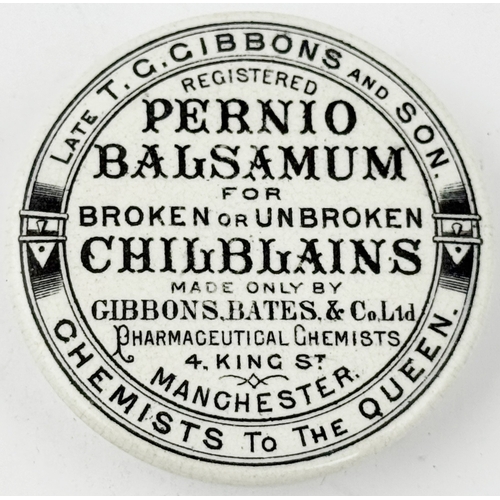 LATE T. G. GIBBONS AND SON.
REGISTERED
PERNIO
BALSAMUM
FOR
BROKEN OR UNBROKEN
CHILBLAINS
MADE ONLY BY
GIBBONS, BATES, & Co, Ltd
PHARMACEUTICAL CHEMISTS
4, KING ST
MANCHESTER.
CHEMISTS TO THE QUEEN.